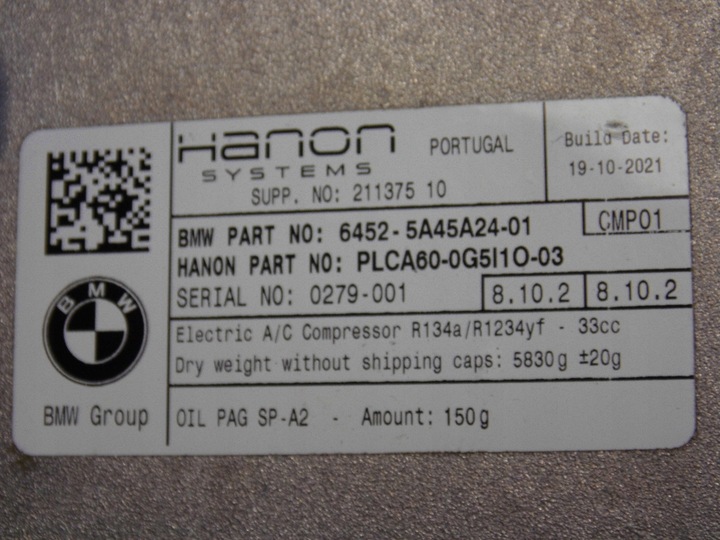 Hanon
SYSTEMS
PORTUGAL
SUPP. NO: 211375 10
Build Date:
19-10-2021
BMW PART NO: 6452-5A45A24-01
CMP01
HANON PART NO: PLCA60-0G5I1O-03
SERIAL NO: 0279-001
8.10.2
8.10.2
Electric A/C Compressor R134a/R1234yf - 33cc
Dry weight without shipping caps: 5830g ±20g
OIL PAG SP-A2 - Amount: 150g
BMW
BMW Group